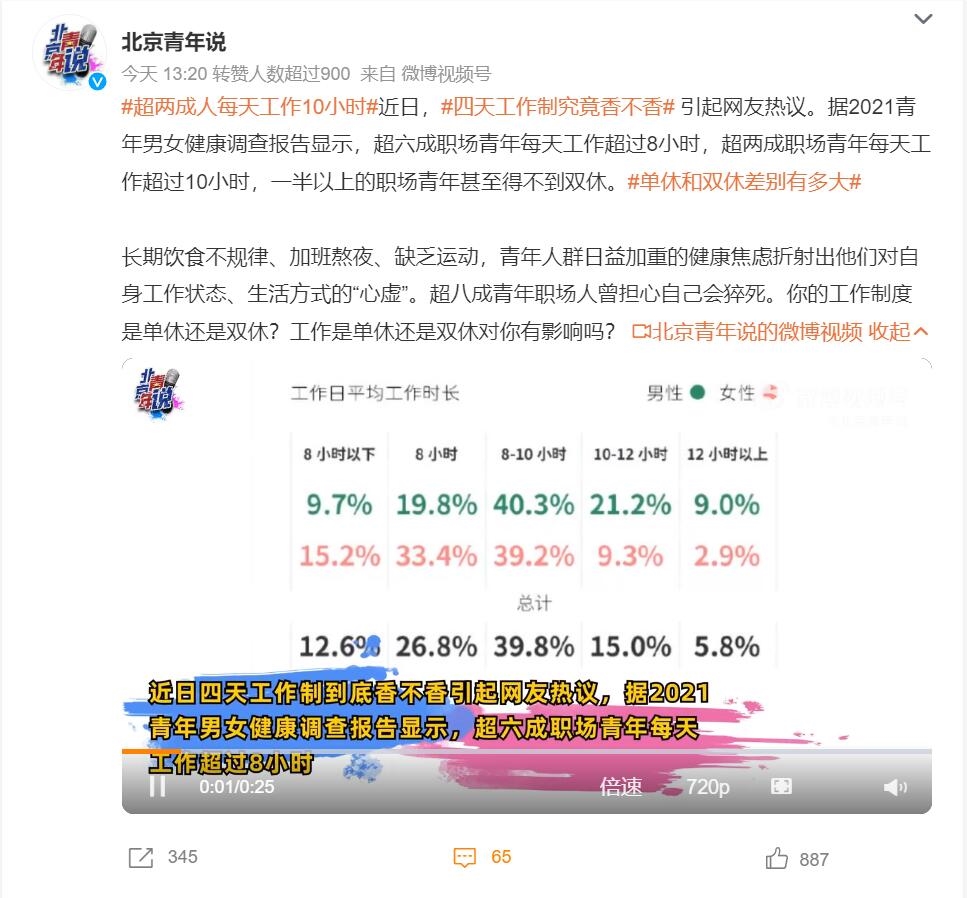 北京青年说
今天 13:20 转赞人数超过900 来自 微博视频号
#超两成人每天工作10小时#近日，#四天工作制究竟香不香# 引起网友热议。据2021青
年男女健康调查报告显示，超六成职场青年每天工作超过8小时，超两成职场青年每天工
作超过10小时，一半以上的职场青年甚至得不到双休。#单休和双休差别有多大#
长期饮食不规律、加班熬夜、缺乏运动，青年人群日益加重的健康焦虑折射出他们对自
身工作状态、生活方式的“心虚”。超八成青年职场人曾担心自己会猝死。你的工作制度
是单休还是双休？工作是单休还是双休对你有影响吗？ 北京青年说的微博视频 收起
北京青年说
工作日平均工作时长 男性 女性
8 小时以下 8 小时 8-10 小时 10-12 小时 12 小时以上
9.7% 19.8% 40.3% 21.2% 9.0%
15.2% 33.4% 39.2% 9.3% 2.9%
总计
12.6% 26.8% 39.8% 15.0% 5.8%
近日四天工作制到底香不香引起网友热议，据2021
青年男女健康调查报告显示，超六成职场青年每天
工作超过8小时
0:01/0:25 倍速 720p
345 65 887